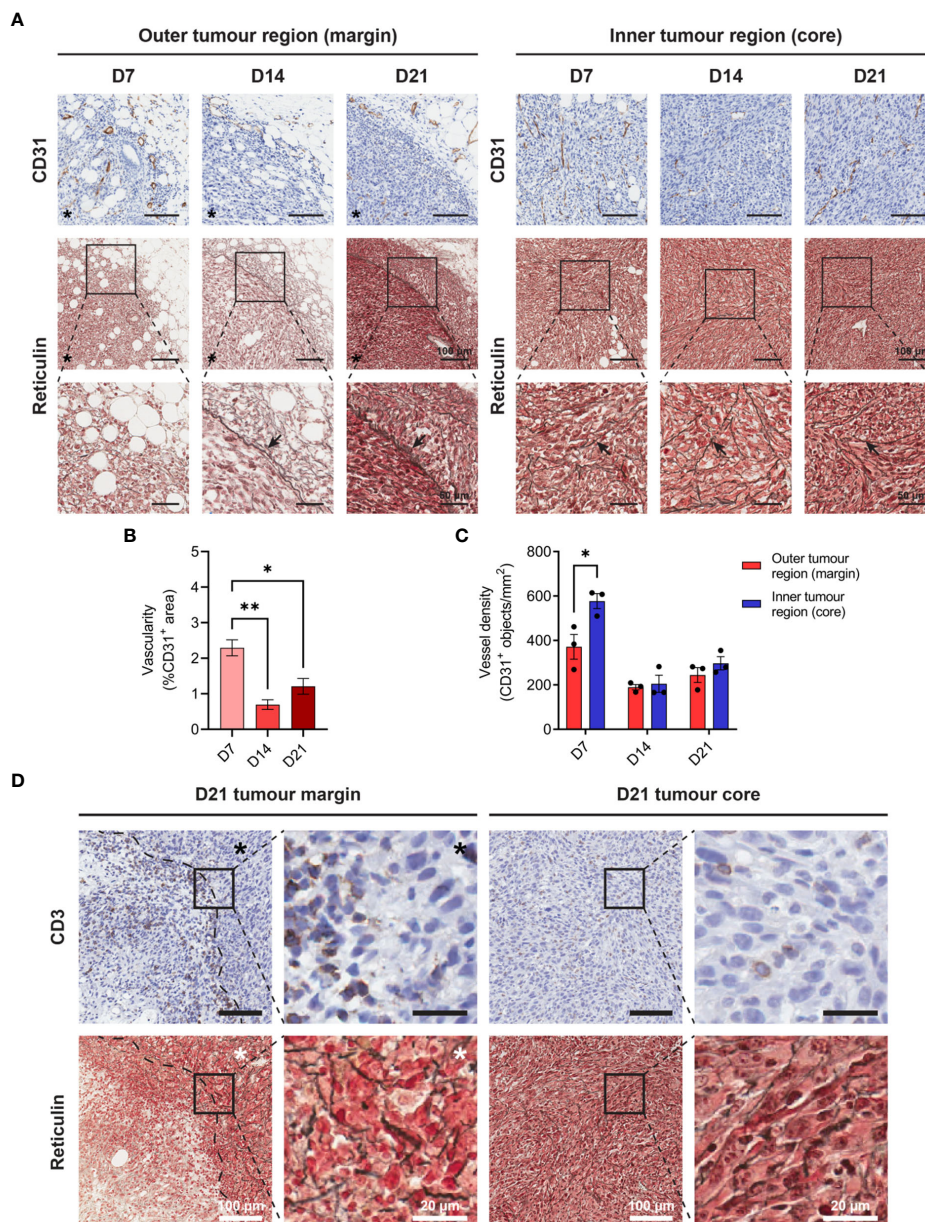 A
Outer tumour region (margin)
Inner tumour region (core)
D7
D14
D21
D7
D14
D21
CD31
*
*
*
Reticulin
*
*
*
100 µm
100 µm
Reticulin
50 µm
50 µm
B
Vascularity
(%CD31+ area)
5
4
3
2
1
0
*
**
D7
D14
D21
C
Vessel density
(CD31+ objects/mm²)
800
600
400
200
0
*
D7
D14
D21
Outer tumour
region (margin)
Inner tumour
region (core)
D
D21 tumour margin
D21 tumour core
CD3
*
*
Reticulin
*
*
100 µm
20 µm
100 µm
20 µm